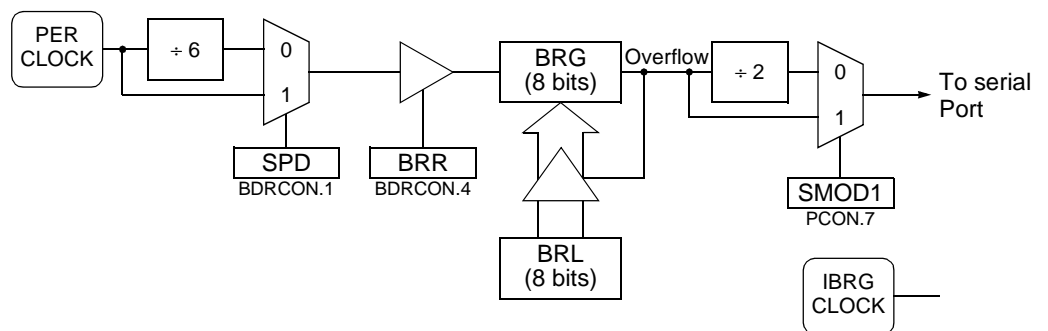 PER
CLOCK
÷ 6
0
1
SPD
BDRCON.1
BRR
BDRCON.4
BRG
(8 bits)
Overflow
÷ 2
0
1
To serial
Port
SMOD1
PCON.7
BRL
(8 bits)
IBRG
CLOCK